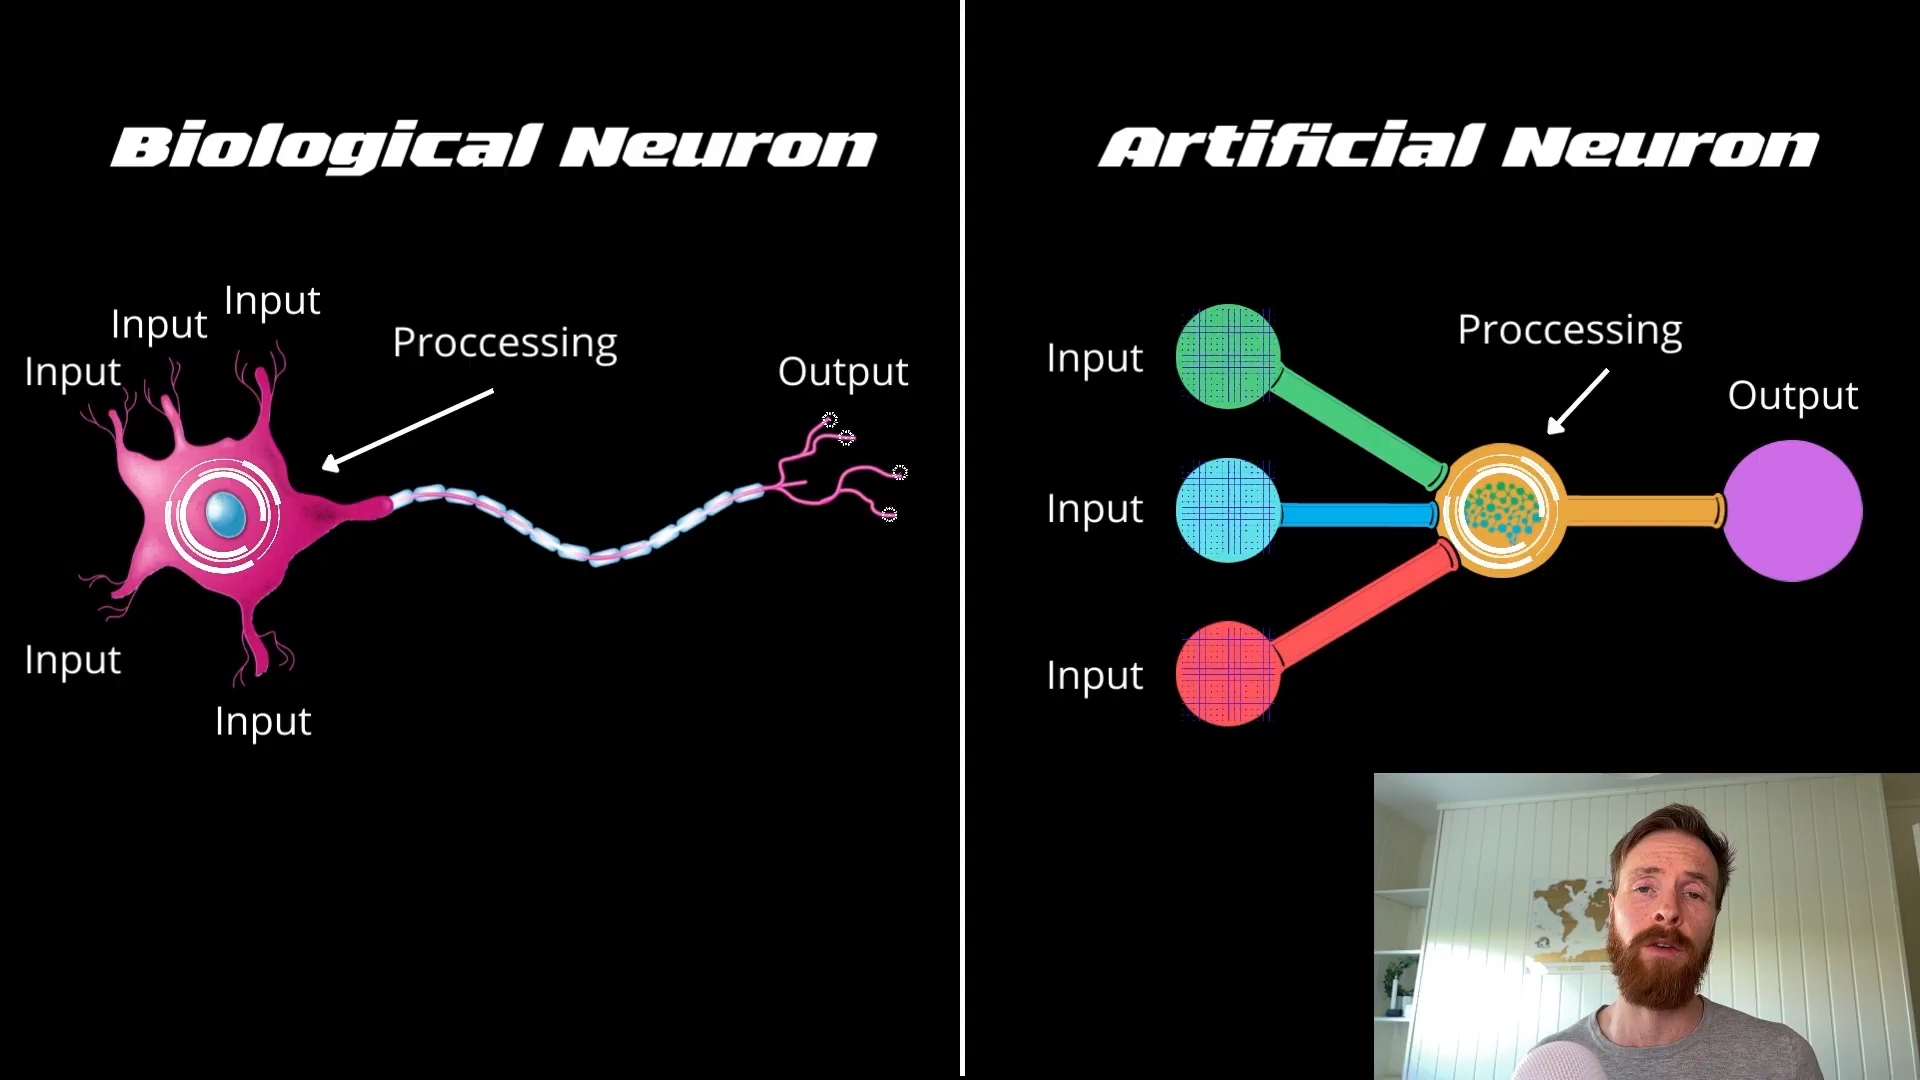 Biological Neuron
Input
Input
Input
Proccessing
Output
Input
Input
Artificial Neuron
Input
Proccessing
Output
Input
Input